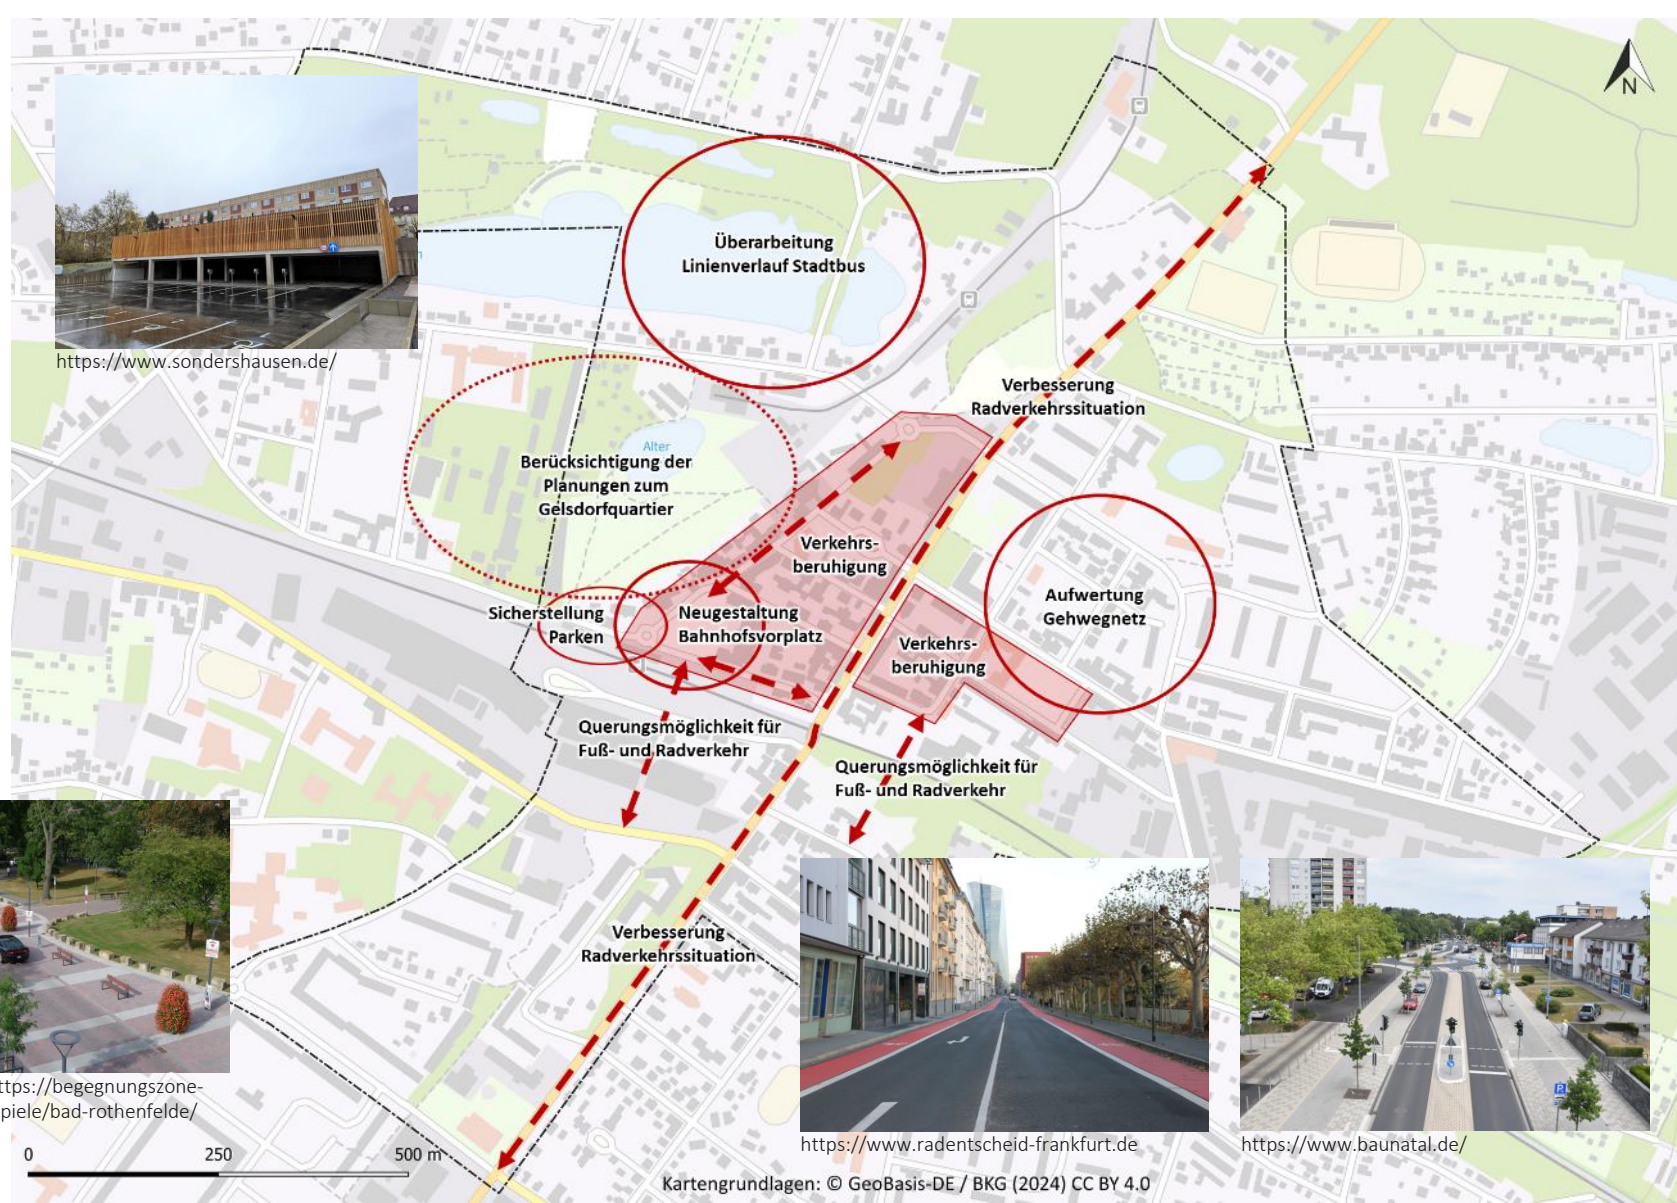 N
https://www.sondershausen.de/
Überarbeitung
Linienverlauf Stadtbus
Verbesserung
Radverkehrssituation
Alter
Berücksichtigung der
Planungen zum
Gelsdorfquartier
Verkehrs-
beruhigung
Aufwertung
Gehwegnetz
Sicherstellung
Parken
Neugestaltung
Bahnhofsvorplatz
Verkehrs-
beruhigung
Querungsmöglichkeit für
Fuß- und Radverkehr
Querungsmöglichkeit für
Fuß- und Radverkehr
Verbesserung
Radverkehrssituation
ttps://begegnungszone-
piele/bad-rothenfelde/
https://www.radentscheid-frankfurt.de
https://www.baunatal.de/
0 250 500 m
Kartengrundlagen: © GeoBasis-DE / BKG (2024) CC BY 4.0